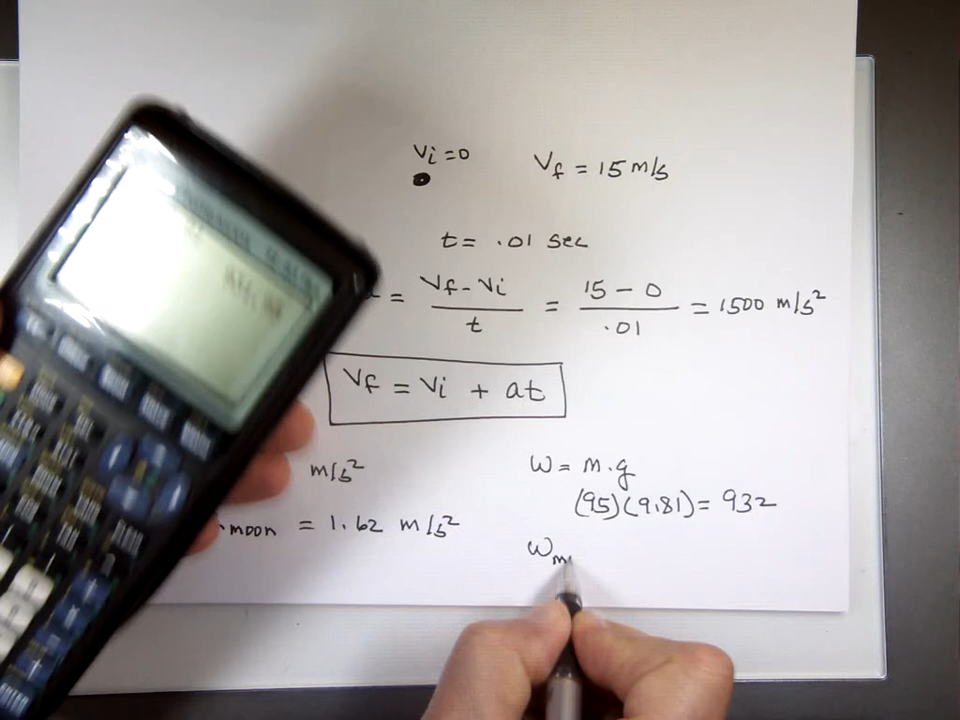 Vi = 0 Vf = 15 m/s
t = .01 sec
= Vf - Vi / t = 15 - 0 / .01 = 1500 m/s²
Vf = Vi + at
m/s² W = m.g
(95)(9.81) = 932
moon = 1.62 m/s²
Wm